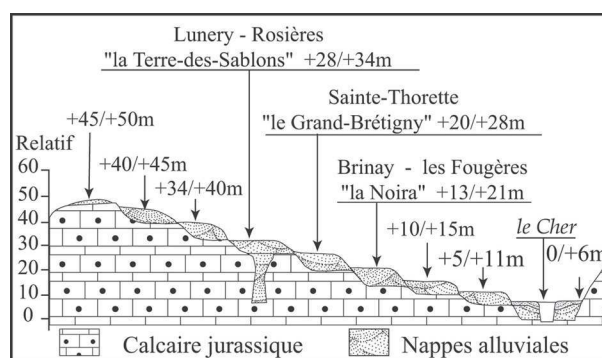 Lunery - Rosières
"la Terre-des-Sablons" +28/+34m
+45/+50m
Sainte-Thorette
"le Grand-Brétigny" +20/+28m
Relatif
+40/+45m
+34/+40m
Brinay - les Fougères
"la Noira" +13/+21m
+10/+15m
le Cher
0/+6m
+5/+11m
60
50
40
30
20
10
0
Calcaire jurassique
Nappes alluviales